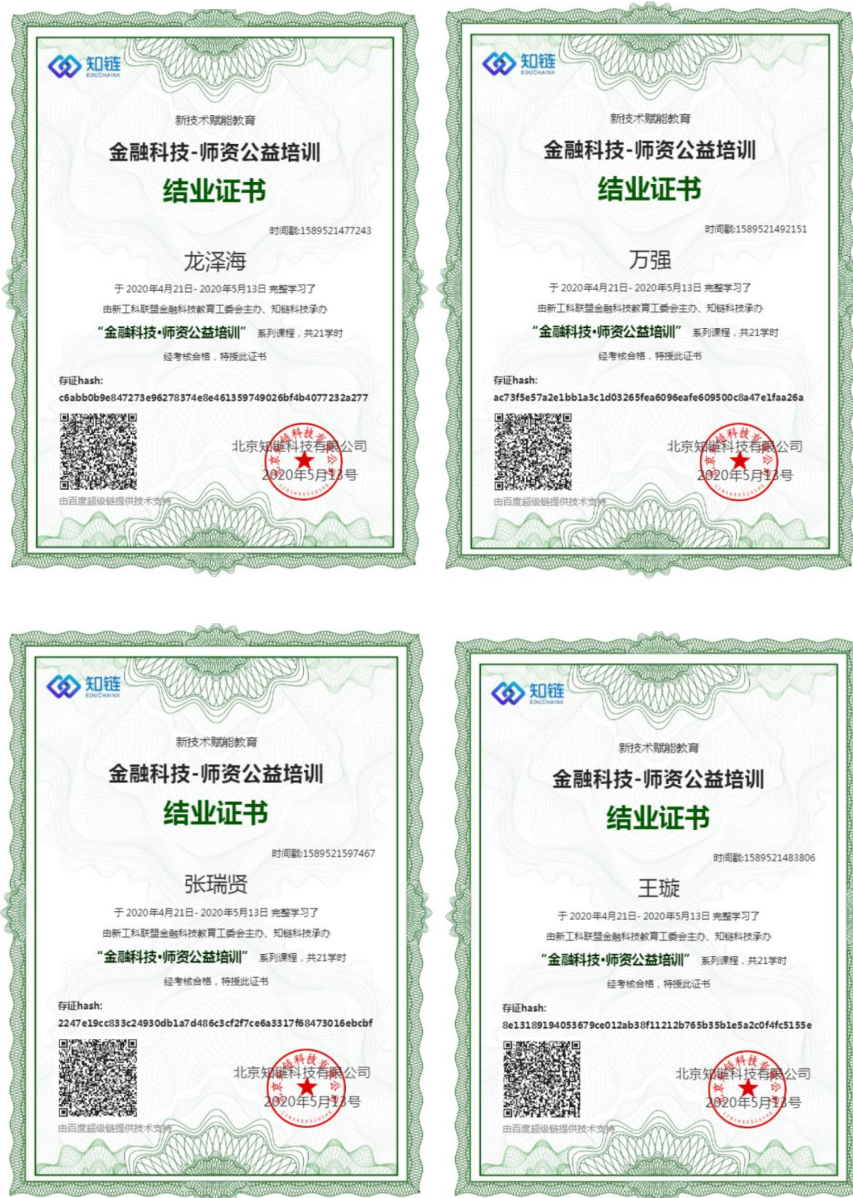 知链
EDUCHAINX
新技术赋能教育
金融科技-师资公益培训
结业证书
时间戳:1589521477243
龙泽海
于 2020年4月21日- 2020年5月13日 完整学习了
由新工科联盟金融科技教育工委会主办、知链科技承办
“金融科技•师资公益培训” 系列课程，共21学时
经考核合格，特授此证书
存证hash:
c6abb0b9e847273e96278374e8e461359749026bf4b4077232a277
北京知链科技有限公司
2020年5月13号
由百度超级链提供技术支持
知链
EDUCHAINX
新技术赋能教育
金融科技-师资公益培训
结业证书
时间戳:1589521492151
万强
于 2020年4月21日- 2020年5月13日 完整学习了
由新工科联盟金融科技教育工委会主办、知链科技承办
“金融科技•师资公益培训” 系列课程，共21学时
经考核合格，特授此证书
存证hash:
ac73f5e57a2e1bb1a3c1d03265fea6096eafe609500c8a47e1faa26a
北京知链科技有限公司
2020年5月13号
由百度超级链提供技术支持
知链
EDUCHAINX
新技术赋能教育
金融科技-师资公益培训
结业证书
时间戳:1589521597467
张瑞贤
于 2020年4月21日- 2020年5月13日 完整学习了
由新工科联盟金融科技教育工委会主办、知链科技承办
“金融科技•师资公益培训” 系列课程，共21学时
经考核合格，特授此证书
存证hash:
2247e19cc833c24930db1a7d486c3cf2f7ce6a3317f68473016ebcbf
北京知链科技有限公司
2020年5月13号
由百度超级链提供技术支持
知链
EDUCHAINX
新技术赋能教育
金融科技-师资公益培训
结业证书
时间戳:1589521483806
王璇
于 2020年4月21日- 2020年5月13日 完整学习了
由新工科联盟金融科技教育工委会主办、知链科技承办
“金融科技•师资公益培训” 系列课程，共21学时
经考核合格，特授此证书
存证hash:
8e13189194053679ce012ab38f11212b765b35b1e5a2c0f4fc5155e
北京知链科技有限公司
2020年5月13号
由百度超级链提供技术支持